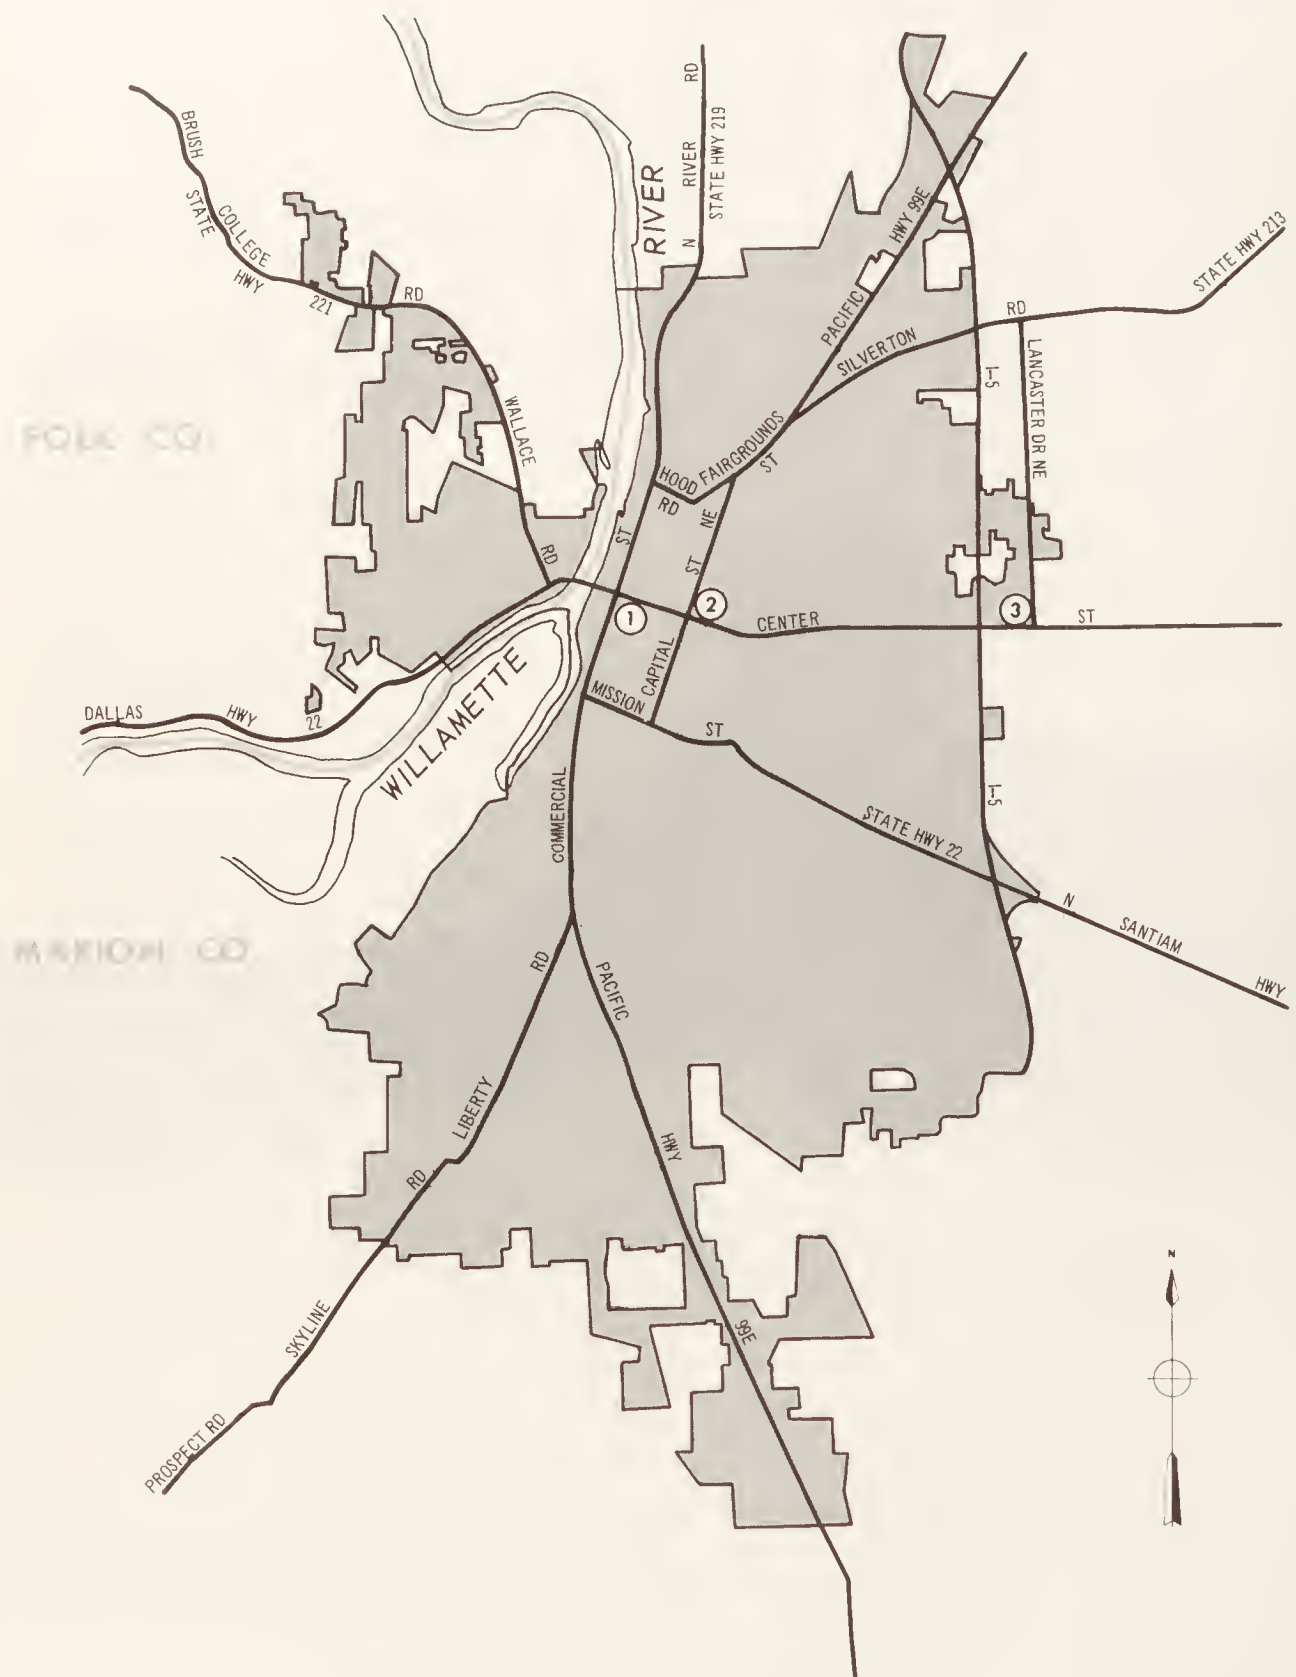 BRUSH
COLLEGE
RD
STATE
HWY
221
WALLACE
RD
RIVER
N
RIVER
RD
STATE HWY 219
PACIFIC
HWY 99E
STATE HWY 213
SILVERTON
RD
I-5
LANCASTER DR NE
POLK CO.
HOOD
RD
FAIRGROUNDS
ST
NE
ST
ST
1
2
3
CENTER
ST
CAPITAL
MISSION
ST
DALLAS
HWY
22
WILLAMETTE
COMMERCIAL
I-5
STATE HWY 22
N
SANTIAM
HWY
MARION CO.
RD
LIBERTY
PACIFIC
HWY
99E
RD
SKYLINE
PROSPECT RD
N